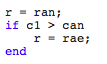 r = ran;
if c1 > can
    r = rae;
end